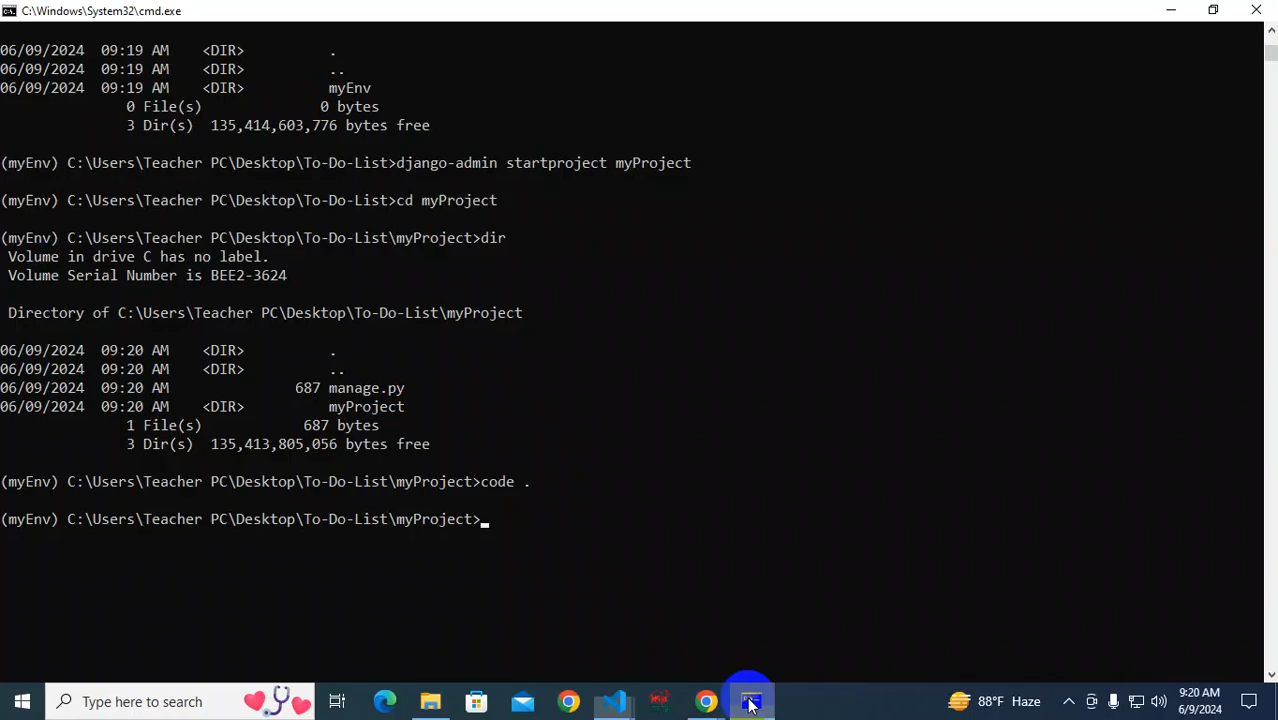 C:\Windows\System32\cmd.exe
06/09/2024  09:19 AM    <DIR>          .
06/09/2024  09:19 AM    <DIR>          ..
06/09/2024  09:19 AM    <DIR>          myEnv
               0 File(s)              0 bytes
               3 Dir(s)  135,414,603,776 bytes free
(myEnv) C:\Users\Teacher PC\Desktop\To-Do-List>django-admin startproject myProject
(myEnv) C:\Users\Teacher PC\Desktop\To-Do-List>cd myProject
(myEnv) C:\Users\Teacher PC\Desktop\To-Do-List\myProject>dir
 Volume in drive C has no label.
 Volume Serial Number is BEE2-3624
 Directory of C:\Users\Teacher PC\Desktop\To-Do-List\myProject
06/09/2024  09:20 AM    <DIR>          .
06/09/2024  09:20 AM    <DIR>          ..
06/09/2024  09:20 AM               687 manage.py
06/09/2024  09:20 AM    <DIR>          myProject
               1 File(s)            687 bytes
               3 Dir(s)  135,413,805,056 bytes free
(myEnv) C:\Users\Teacher PC\Desktop\To-Do-List\myProject>code .
(myEnv) C:\Users\Teacher PC\Desktop\To-Do-List\myProject>
Type here to search
88°F Haze
9:20 AM
6/9/2024